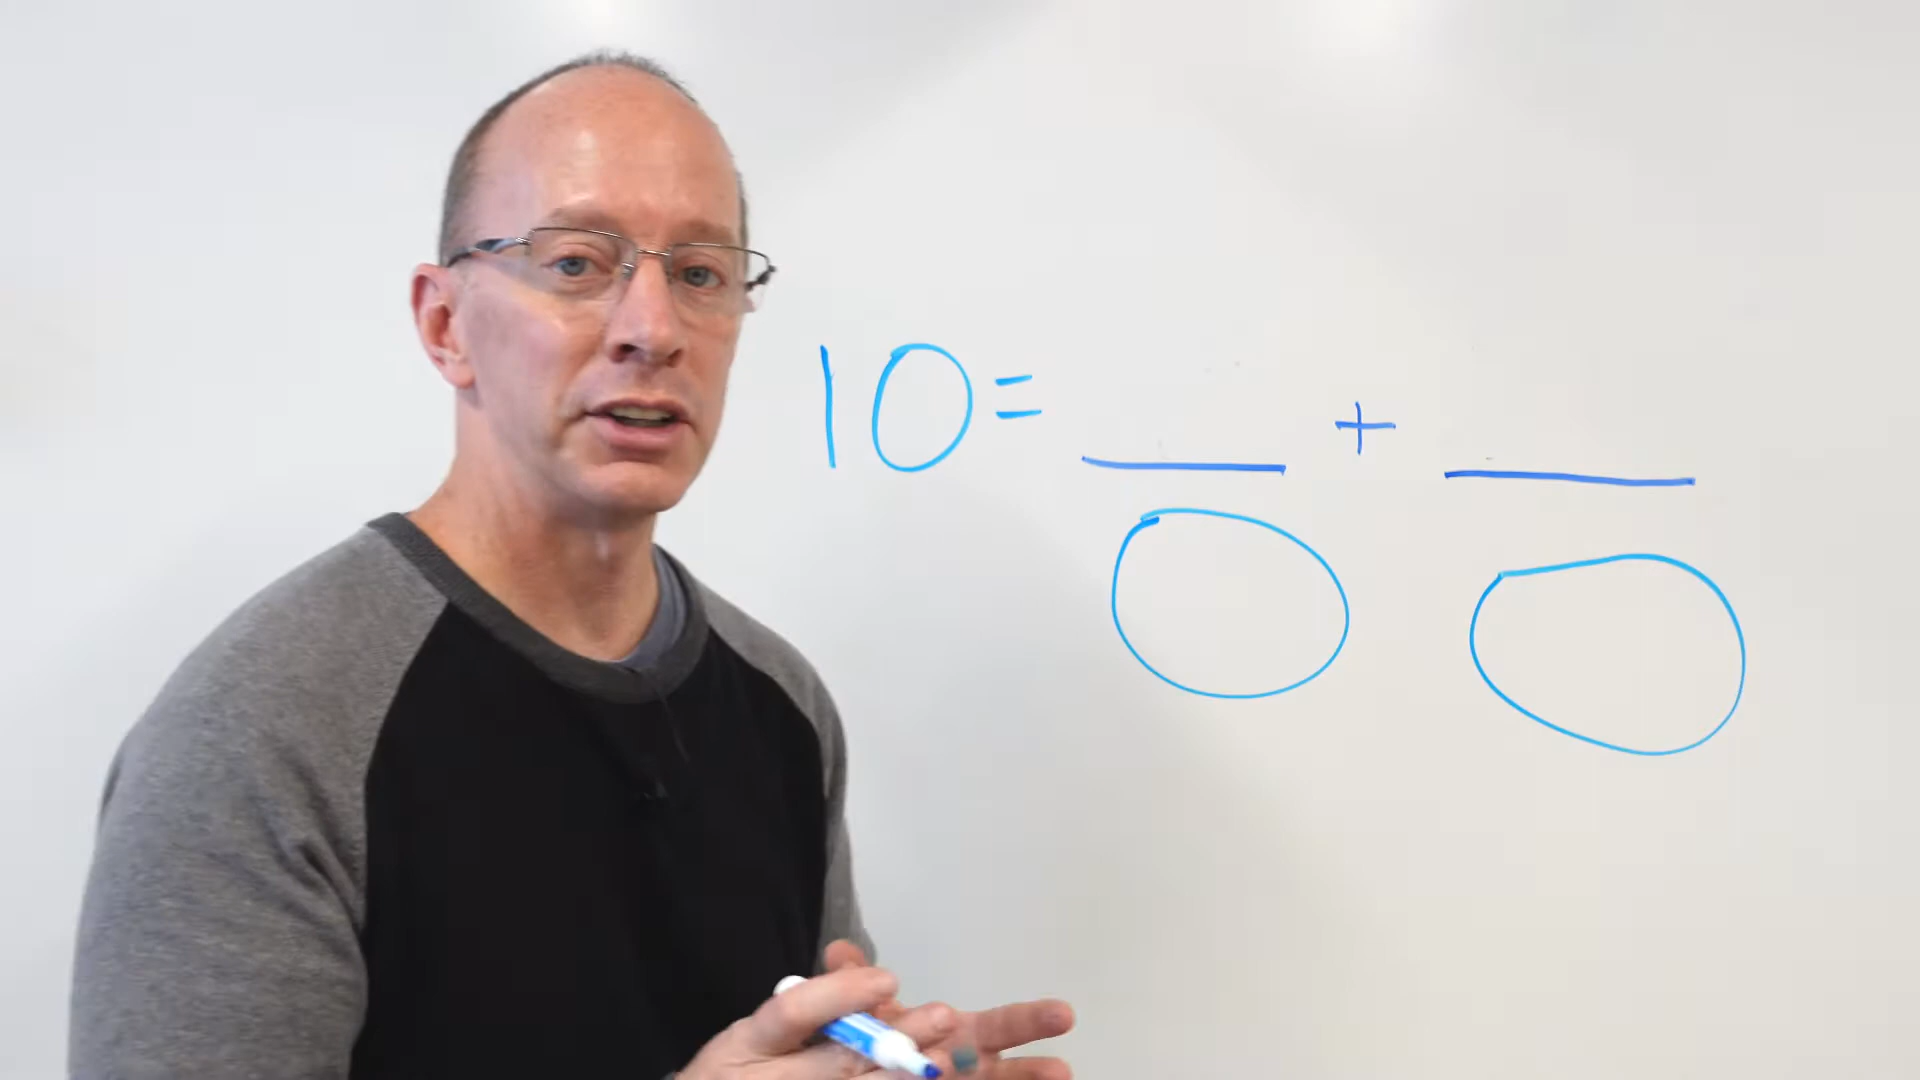 10 = ___ + ___